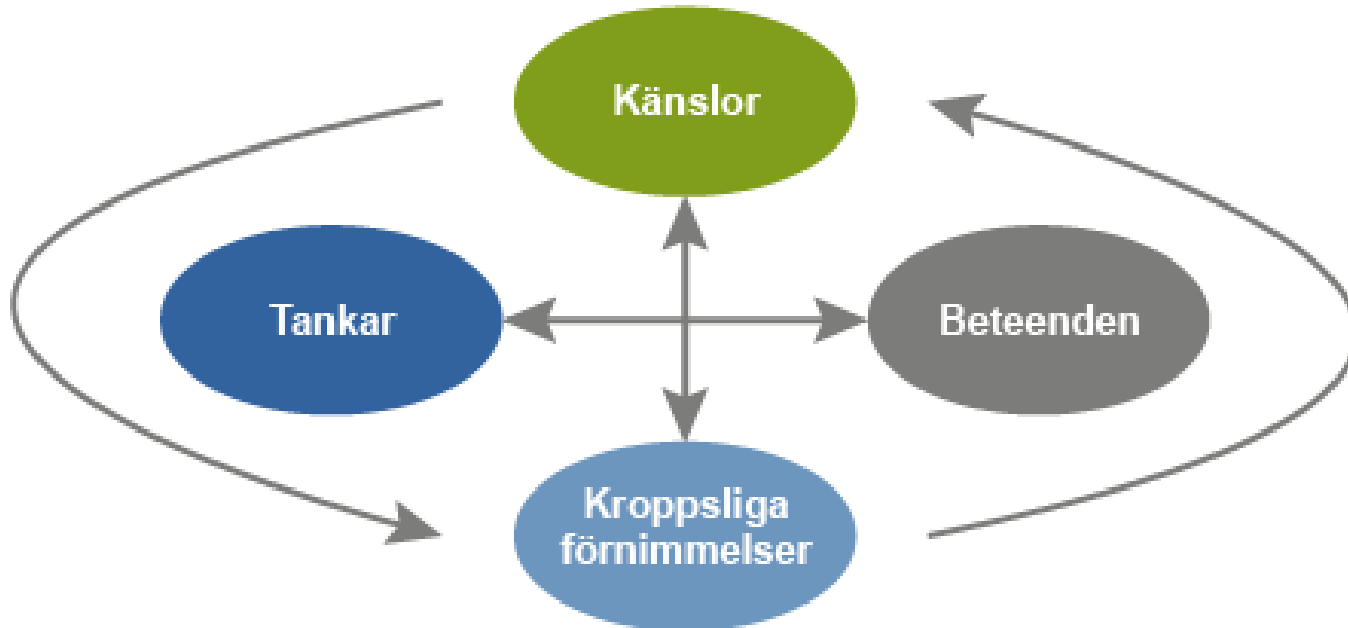 Känslor
Tankar
Beteenden
Kroppsliga
förnimmelser